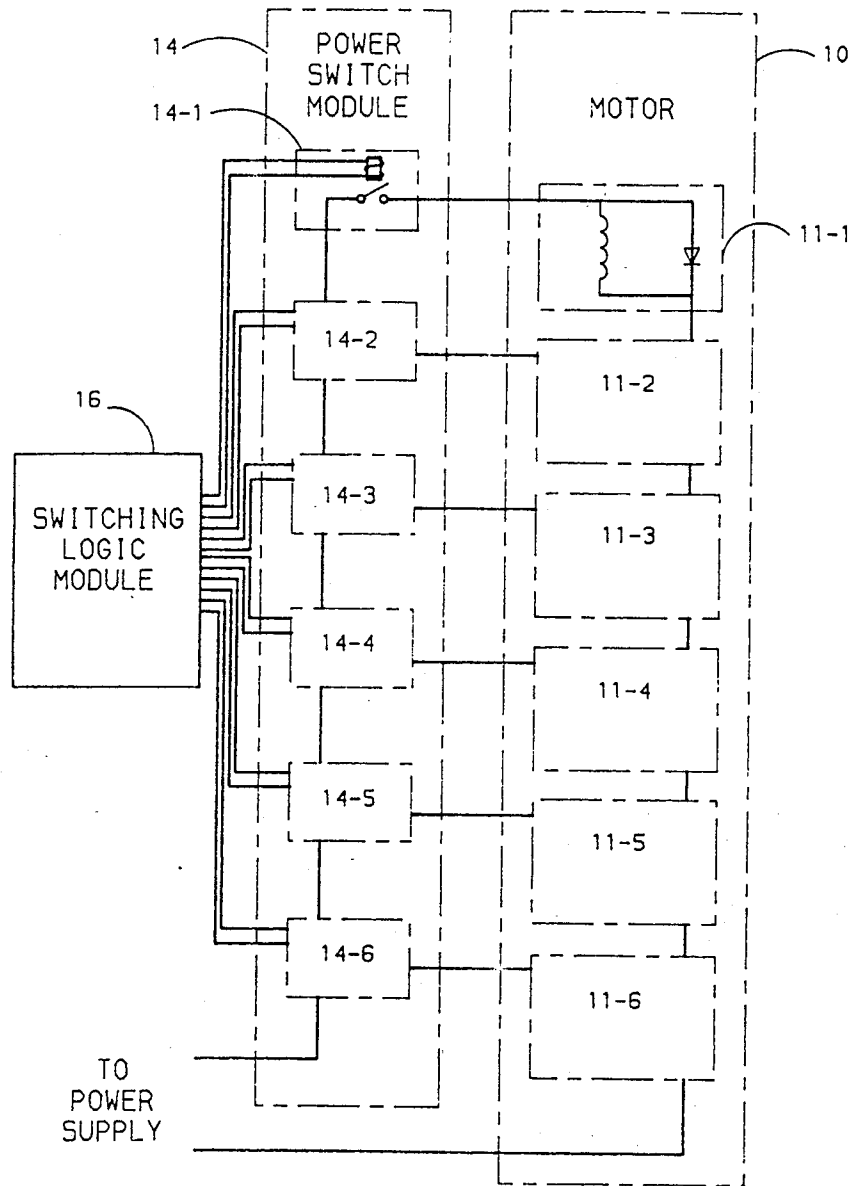 14
POWER
SWITCH
MODULE
10
14-1
MOTOR
11-1
14-2
11-2
16
14-3
11-3
SWITCHING
LOGIC
MODULE
14-4
11-4
14-5
11-5
14-6
11-6
TO
POWER
SUPPLY